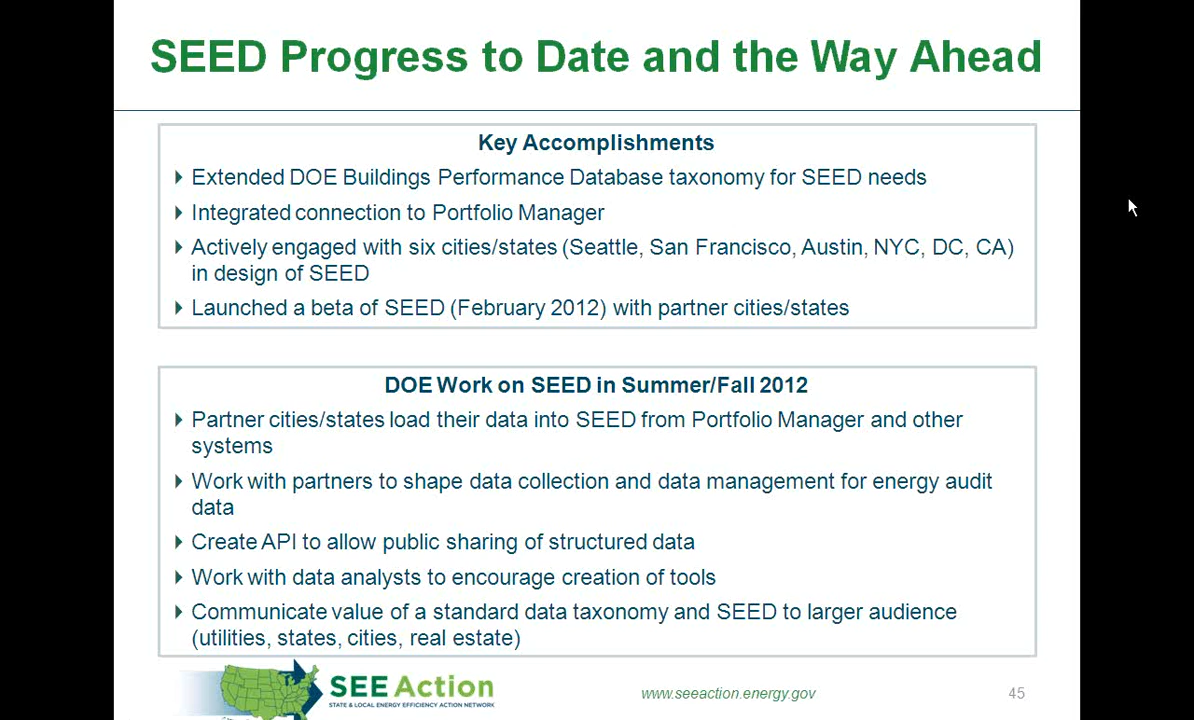 SEED Progress to Date and the Way Ahead
Key Accomplishments
Extended DOE Buildings Performance Database taxonomy for SEED needs
Integrated connection to Portfolio Manager
Actively engaged with six cities/states (Seattle, San Francisco, Austin, NYC, DC, CA)
in design of SEED
Launched a beta of SEED (February 2012) with partner cities/states
DOE Work on SEED in Summer/Fall 2012
Partner cities/states load their data into SEED from Portfolio Manager and other
systems
Work with partners to shape data collection and data management for energy audit
data
Create API to allow public sharing of structured data
Work with data analysts to encourage creation of tools
Communicate value of a standard data taxonomy and SEED to larger audience
(utilities, states, cities, real estate)
SEE Action
STATE & LOCAL ENERGY EFFICIENCY ACTION NETWORK
www.seeaction.energy.gov
45